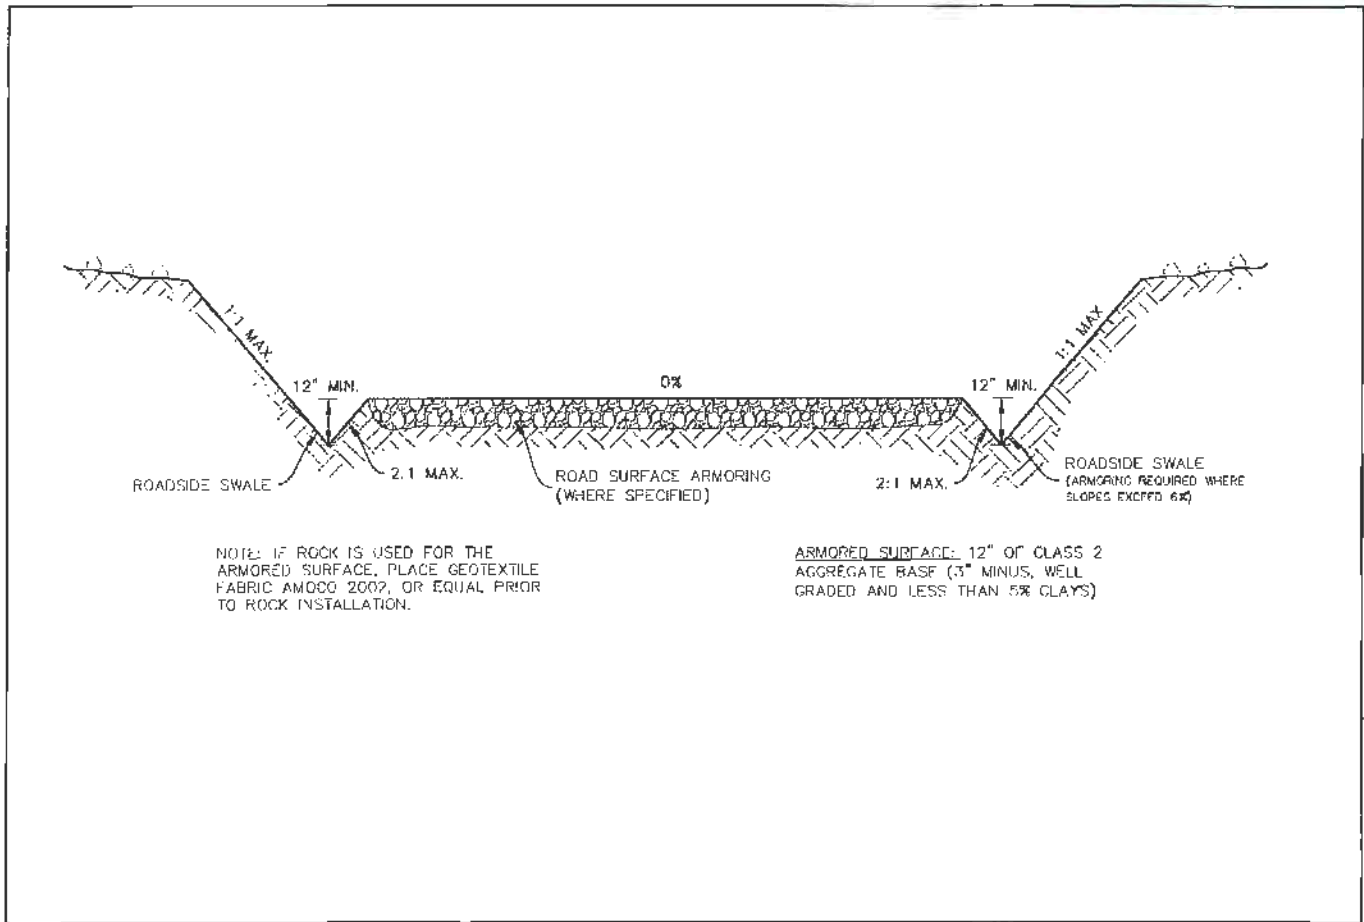 1:1 MAX.
1:1 MAX
12" MIN.
0%
12" MIN.
ROADSIDE SWALE
2:1 MAX.
ROAD SURFACE ARMORING
(WHERE SPECIFIED)
2:1 MAX.
ROADSIDE SWALE
(ARMORING REQUIRED WHERE
SLOPES EXCEED 6%)
NOTE: IF ROCK IS USED FOR THE
ARMORED SURFACE, PLACE GEOTEXTILE
FABRIC AMOCO 2002, OR EQUAL PRIOR
TO ROCK INSTALLATION.
ARMORED SURFACE: 12" OF CLASS 2
AGGREGATE BASE (3" MINUS, WELL
GRADED AND LESS THAN 5% CLAYS)